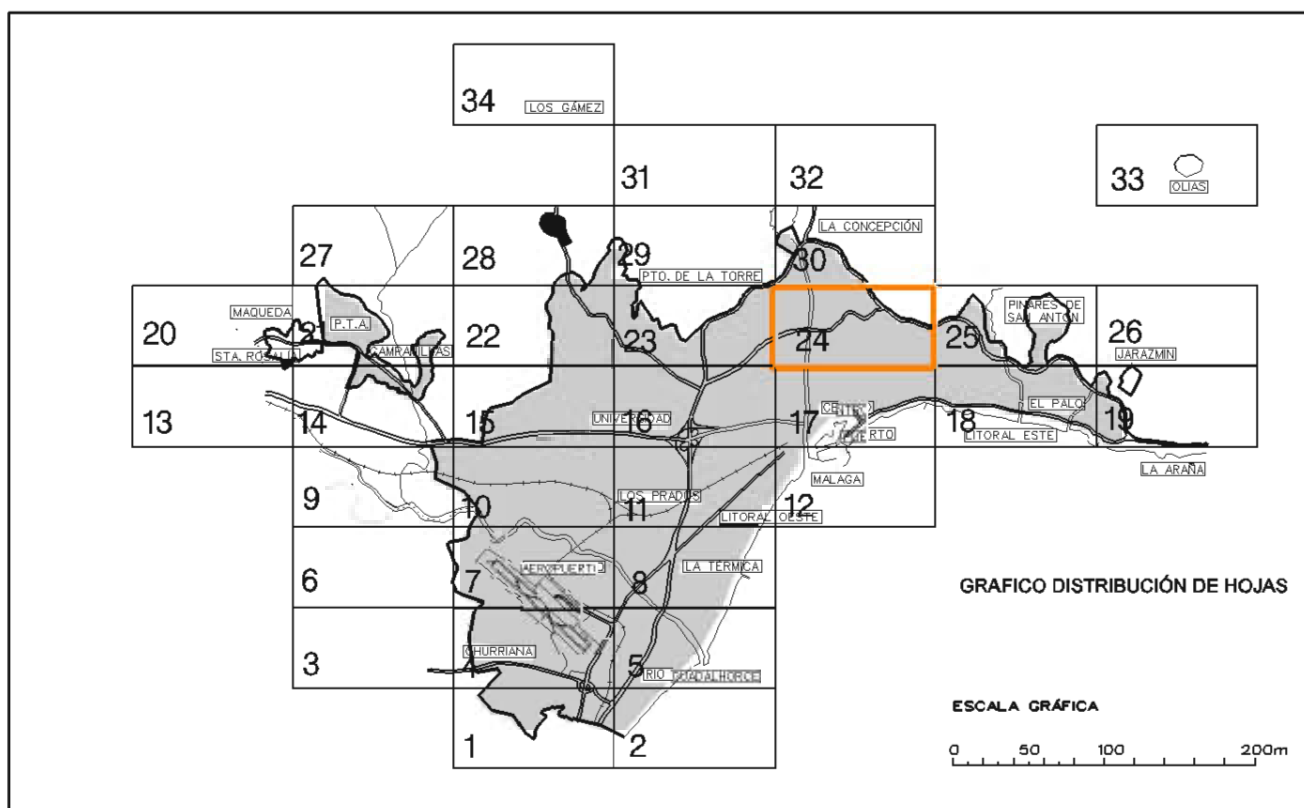 34 LOS GÁMEZ
31
32
33 OLIAS
LA CONCEPCIÓN
27
28
29
30
PTO. DE LA TORRE
MAQUEDA
P.T.A.
PINARES DE
SAN ANTÓN
20
STA. ROSALÍA
22
23
24
25
26
JARAZMIN
13
14
15
UNIVERSIDAD
16
17
18
EL PALO
19
LITORAL ESTE
LA ARAÑA
MALAGA
9
10
LOS PRADOS
11
LITORAL OESTE
12
6
7
AEROPUERTO
8
LA TERMICA
GRAFICO DISTRIBUCIÓN DE HOJAS
3
CHURRIANA
5
RIO GUADALHORCE
ESCALA GRÁFICA
1
2
0 50 100 200m